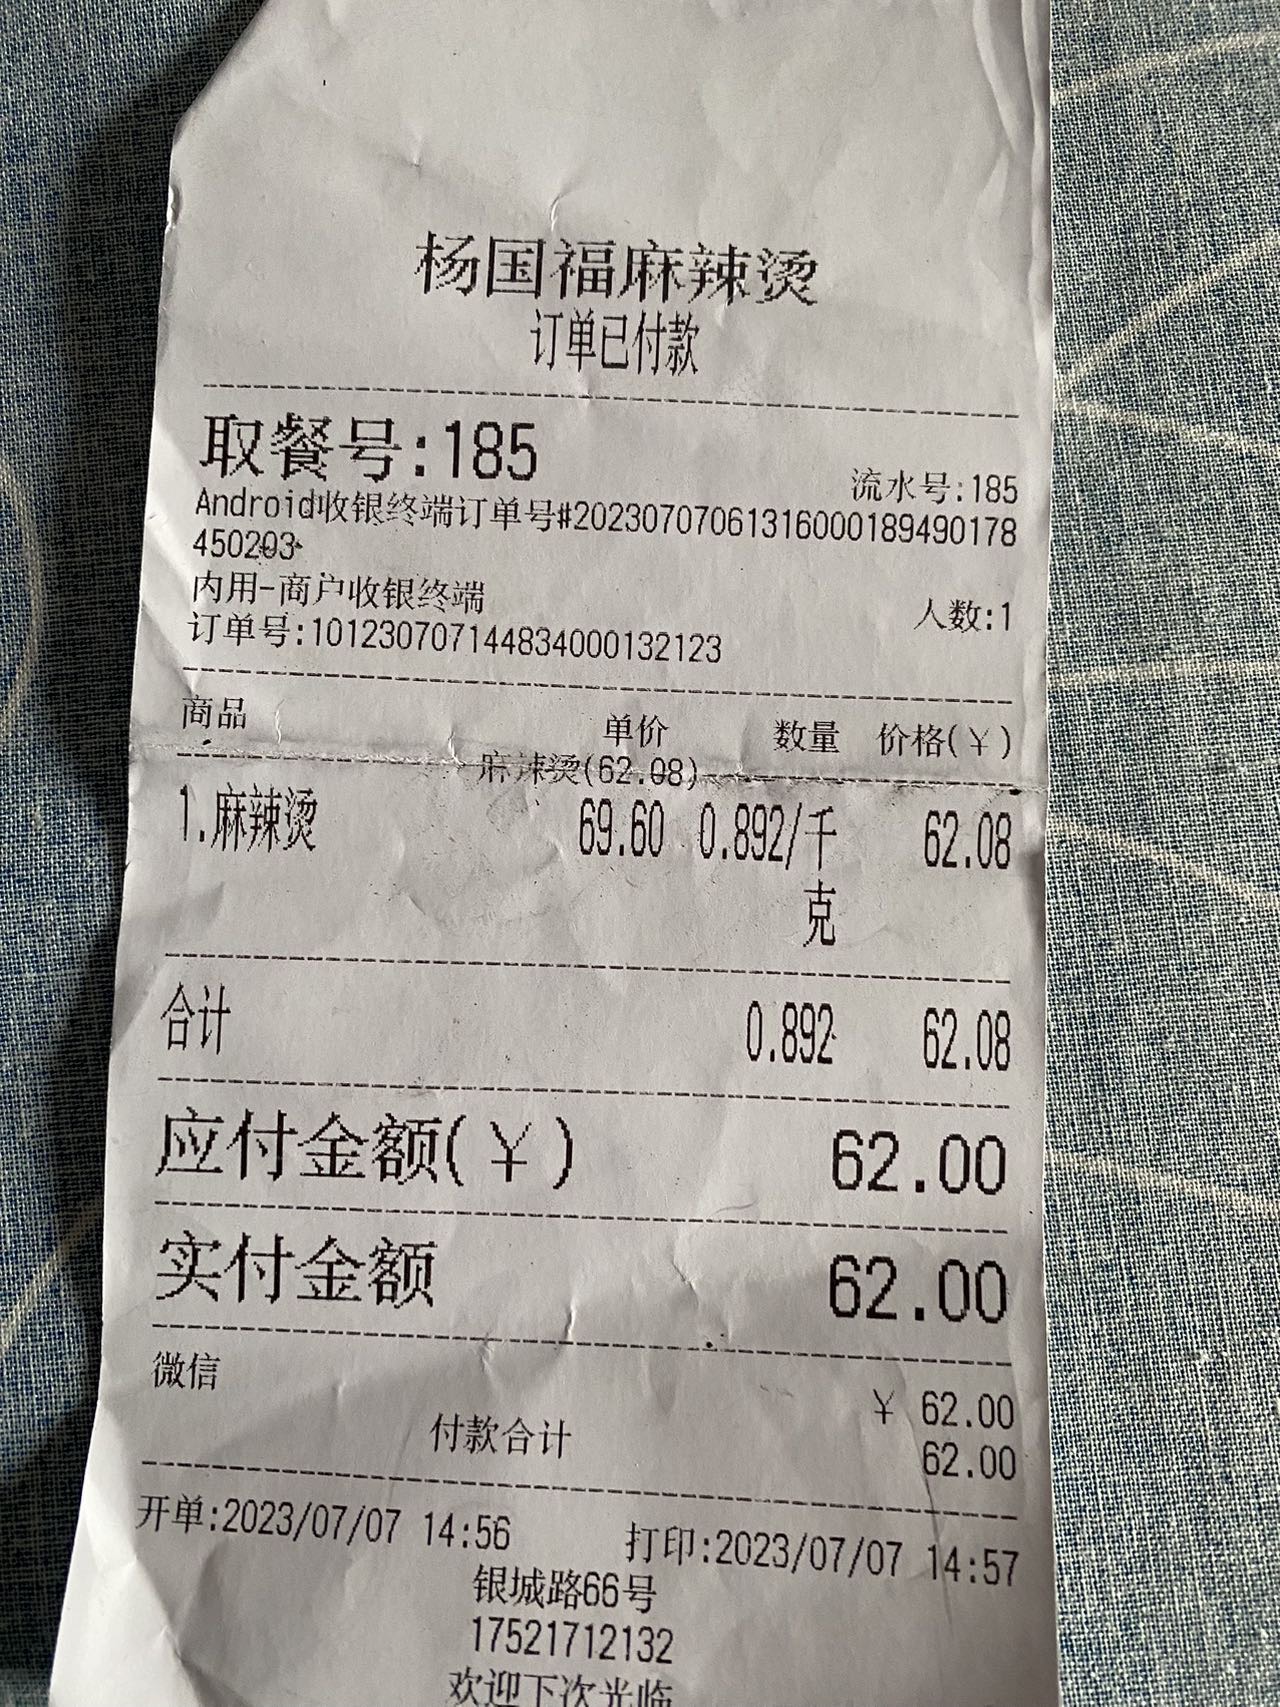 杨国福麻辣烫
订单已付款
取餐号:185
流水号:185
Android收银终端订单号#20230707061316000189490178
450203
内用-商户收银终端
人数:1
订单号:101230707144834000132123
商品 单价 数量 价格(¥)
麻辣烫(62.08)
1.麻辣烫 69.60 0.892/千 62.08
克
合计 0.892 62.08
应付金额(¥) 62.00
实付金额 62.00
微信 ¥ 62.00
付款合计 62.00
开单:2023/07/07 14:56 打印:2023/07/07 14:57
银城路66号
17521712132
欢迎下次光临